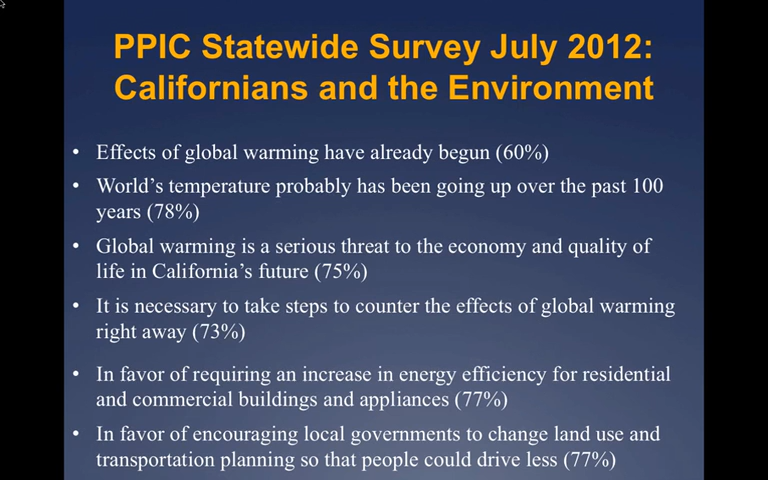 PPIC Statewide Survey July 2012:
Californians and the Environment
• Effects of global warming have already begun (60%)
• World’s temperature probably has been going up over the past 100
years (78%)
• Global warming is a serious threat to the economy and quality of
life in California’s future (75%)
• It is necessary to take steps to counter the effects of global warming
right away (73%)
• In favor of requiring an increase in energy efficiency for residential
and commercial buildings and appliances (77%)
• In favor of encouraging local governments to change land use and
transportation planning so that people could drive less (77%)